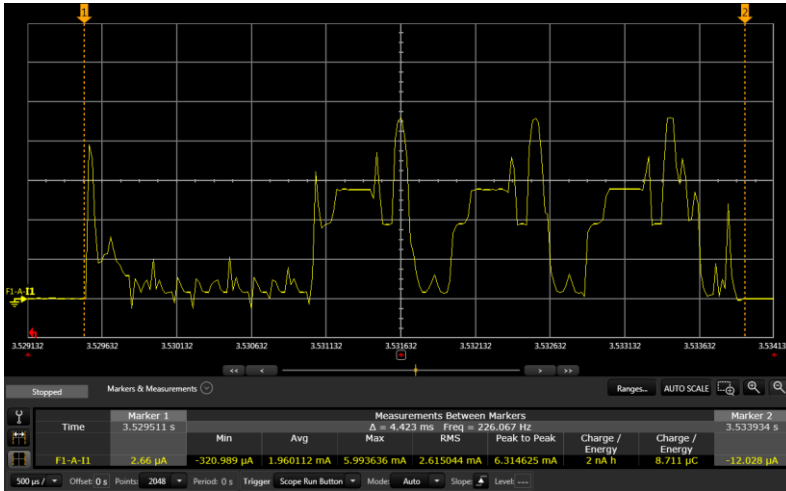 1 2
F1-A-I1
3.529132 3.529632 3.530132 3.530632 3.531132 3.531632 3.532132 3.532632 3.533132 3.533632 3.53413
<< < > >>
Stopped Markers & Measurements Ranges... AUTO SCALE
Marker 1 Measurements Between Markers Marker 2
Time 3.529511 s Δ = 4.423 ms Freq = 226.067 Hz 3.533934 s
Min Avg Max RMS Peak to Peak Charge / Energy Charge / Energy
F1-A-I1 2.66 µA -320.989 µA 1.960112 mA 5.993636 mA 2.615044 mA 6.314625 mA 2 nA h 8.711 µC -12.028 µA
500 µs / Offset: 0 s Points: 2048 Period: 0 s Trigger Scope Run Button Mode: Auto Slope: Level: ---